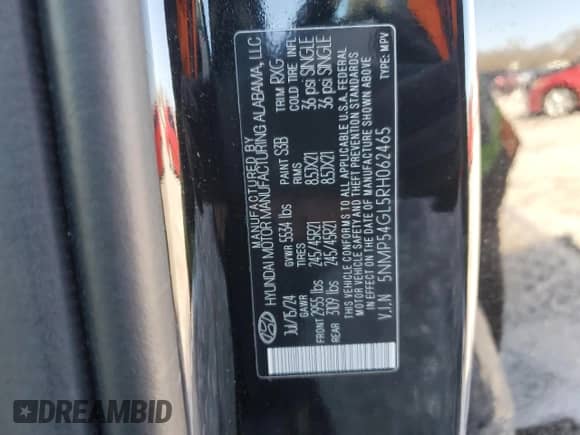 MANUFACTURED BY
HYUNDAI MOTOR MANUFACTURING ALABAMA, LLC
Jul/15/24 GVWR 5534 lbs PAINT S3B TRIM RXG
GAWR TIRES RIMS COLD TIRE INFL
FRONT 2955 lbs 245/45R21 8.5JX21 36 psi SINGLE
REAR 3109 lbs 245/45R21 8.5JX21 36 psi SINGLE
THIS VEHICLE CONFORMS TO ALL APPLICABLE U.S.A. FEDERAL
MOTOR VEHICLE SAFETY AND THEFT PREVENTION STANDARDS
IN EFFECT ON THE DATE OF MANUFACTURE SHOWN ABOVE.
V.I.N 5NMP54GL5RH062465 TYPE: MPV
DREAMBID